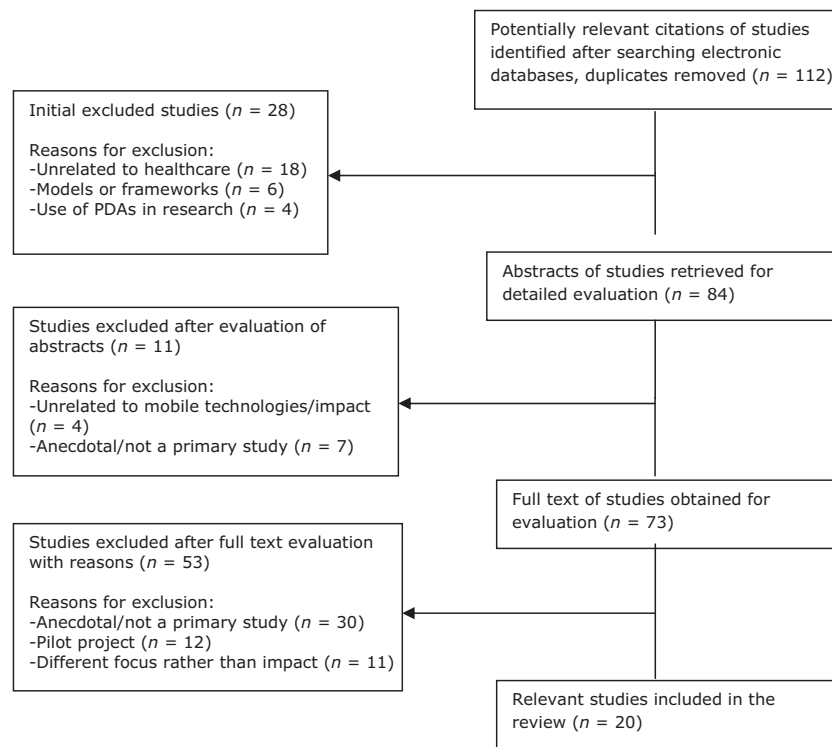 Potentially relevant citations of studies
identified after searching electronic
databases, duplicates removed (n = 112)
Initial excluded studies (n = 28)
Reasons for exclusion:
-Unrelated to healthcare (n = 18)
-Models or frameworks (n = 6)
-Use of PDAs in research (n = 4)
Abstracts of studies retrieved for
detailed evaluation (n = 84)
Studies excluded after evaluation of
abstracts (n = 11)
Reasons for exclusion:
-Unrelated to mobile technologies/impact
(n = 4)
-Anecdotal/not a primary study (n = 7)
Full text of studies obtained for
evaluation (n = 73)
Studies excluded after full text evaluation
with reasons (n = 53)
Reasons for exclusion:
-Anecdotal/not a primary study (n = 30)
-Pilot project (n = 12)
-Different focus rather than impact (n = 11)
Relevant studies included in the
review (n = 20)